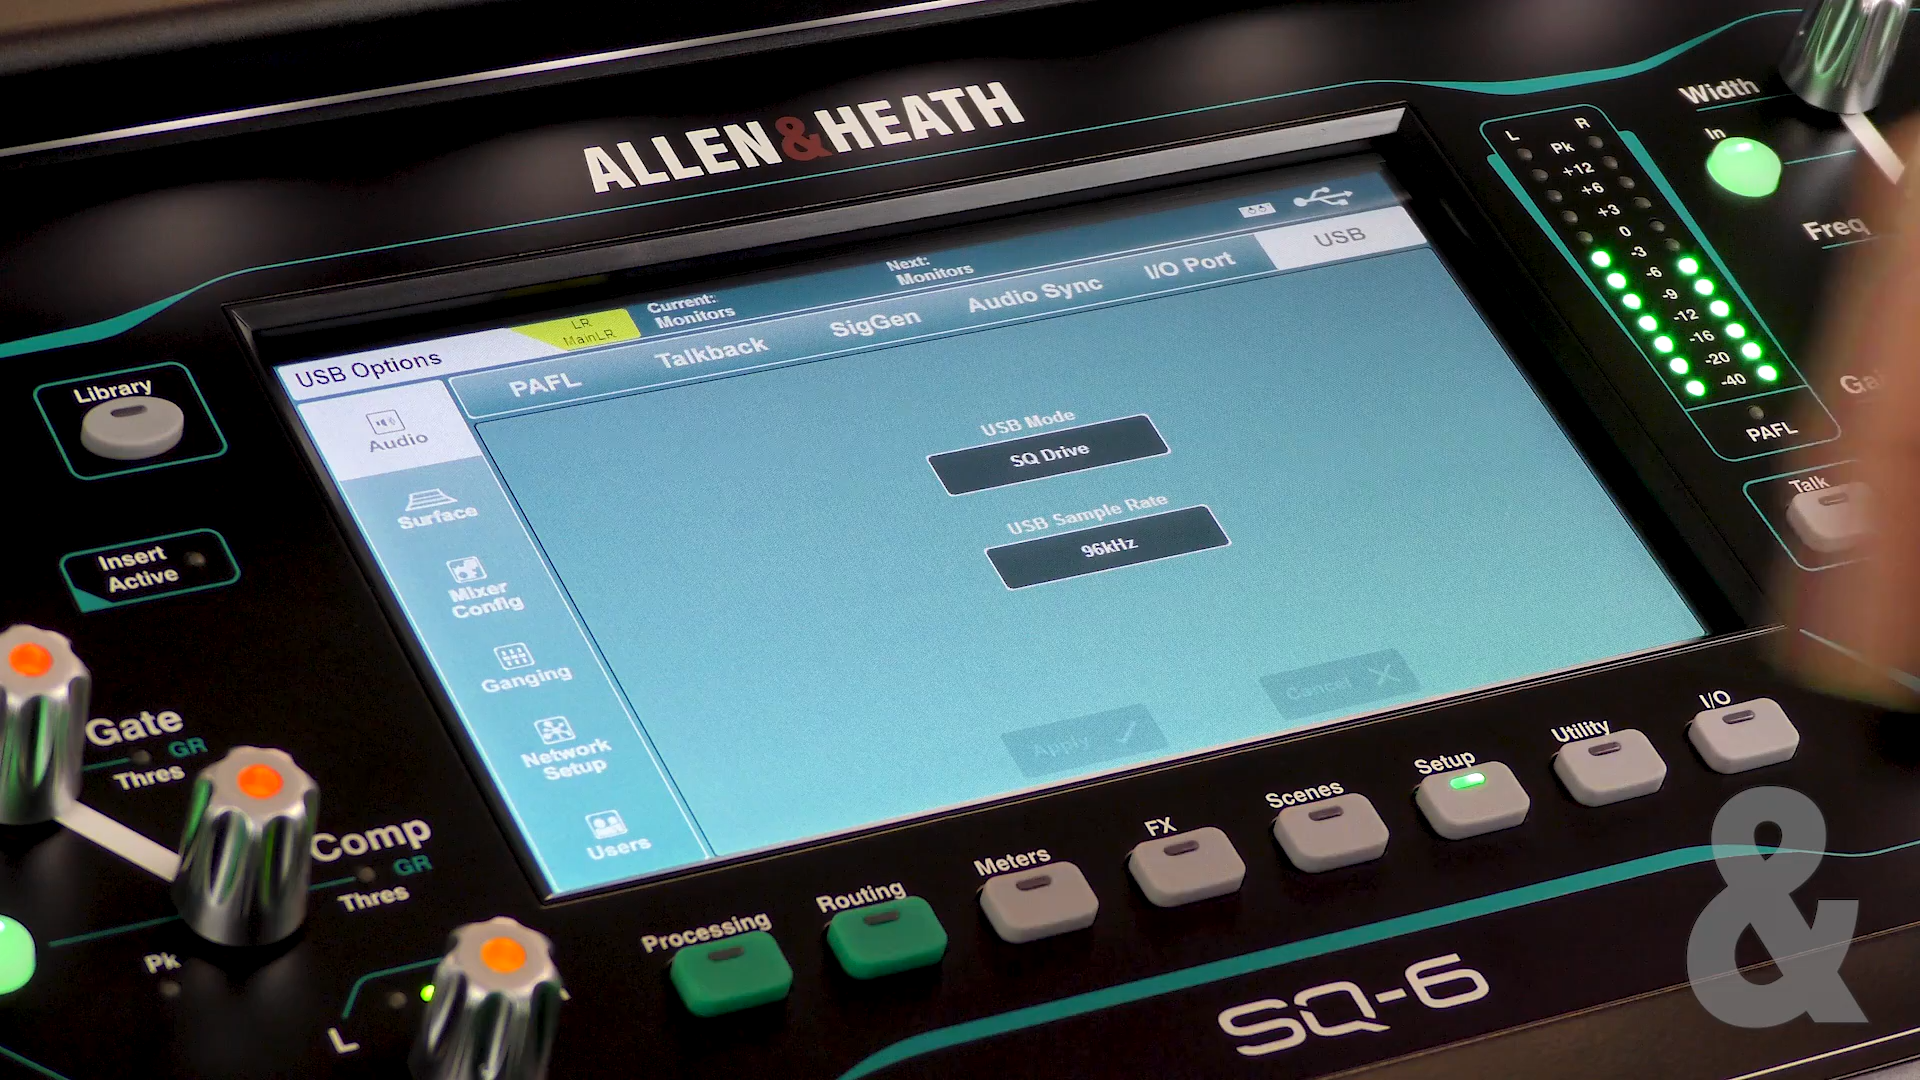 ALLEN&HEATH
Width
In
Freq
L R
Pk
+12
+6
+3
0
-3
-6
-9
-12
-16
-20
-40
PAFL
Talk
Library
Insert
Active
Gate
GR
Thres
Comp
GR
Thres
Pk
L
USB Options
LR
MainLR
Current:
Monitors
Next:
Monitors
PAFL
Talkback
SigGen
Audio Sync
I/O Port
USB
Audio
Surface
Mixer
Config
Ganging
Network
Setup
Users
USB Mode
SQ Drive
USB Sample Rate
96kHz
Apply
Cancel
Processing
Routing
Meters
FX
Scenes
Setup
Utility
I/O
SQ-6
&